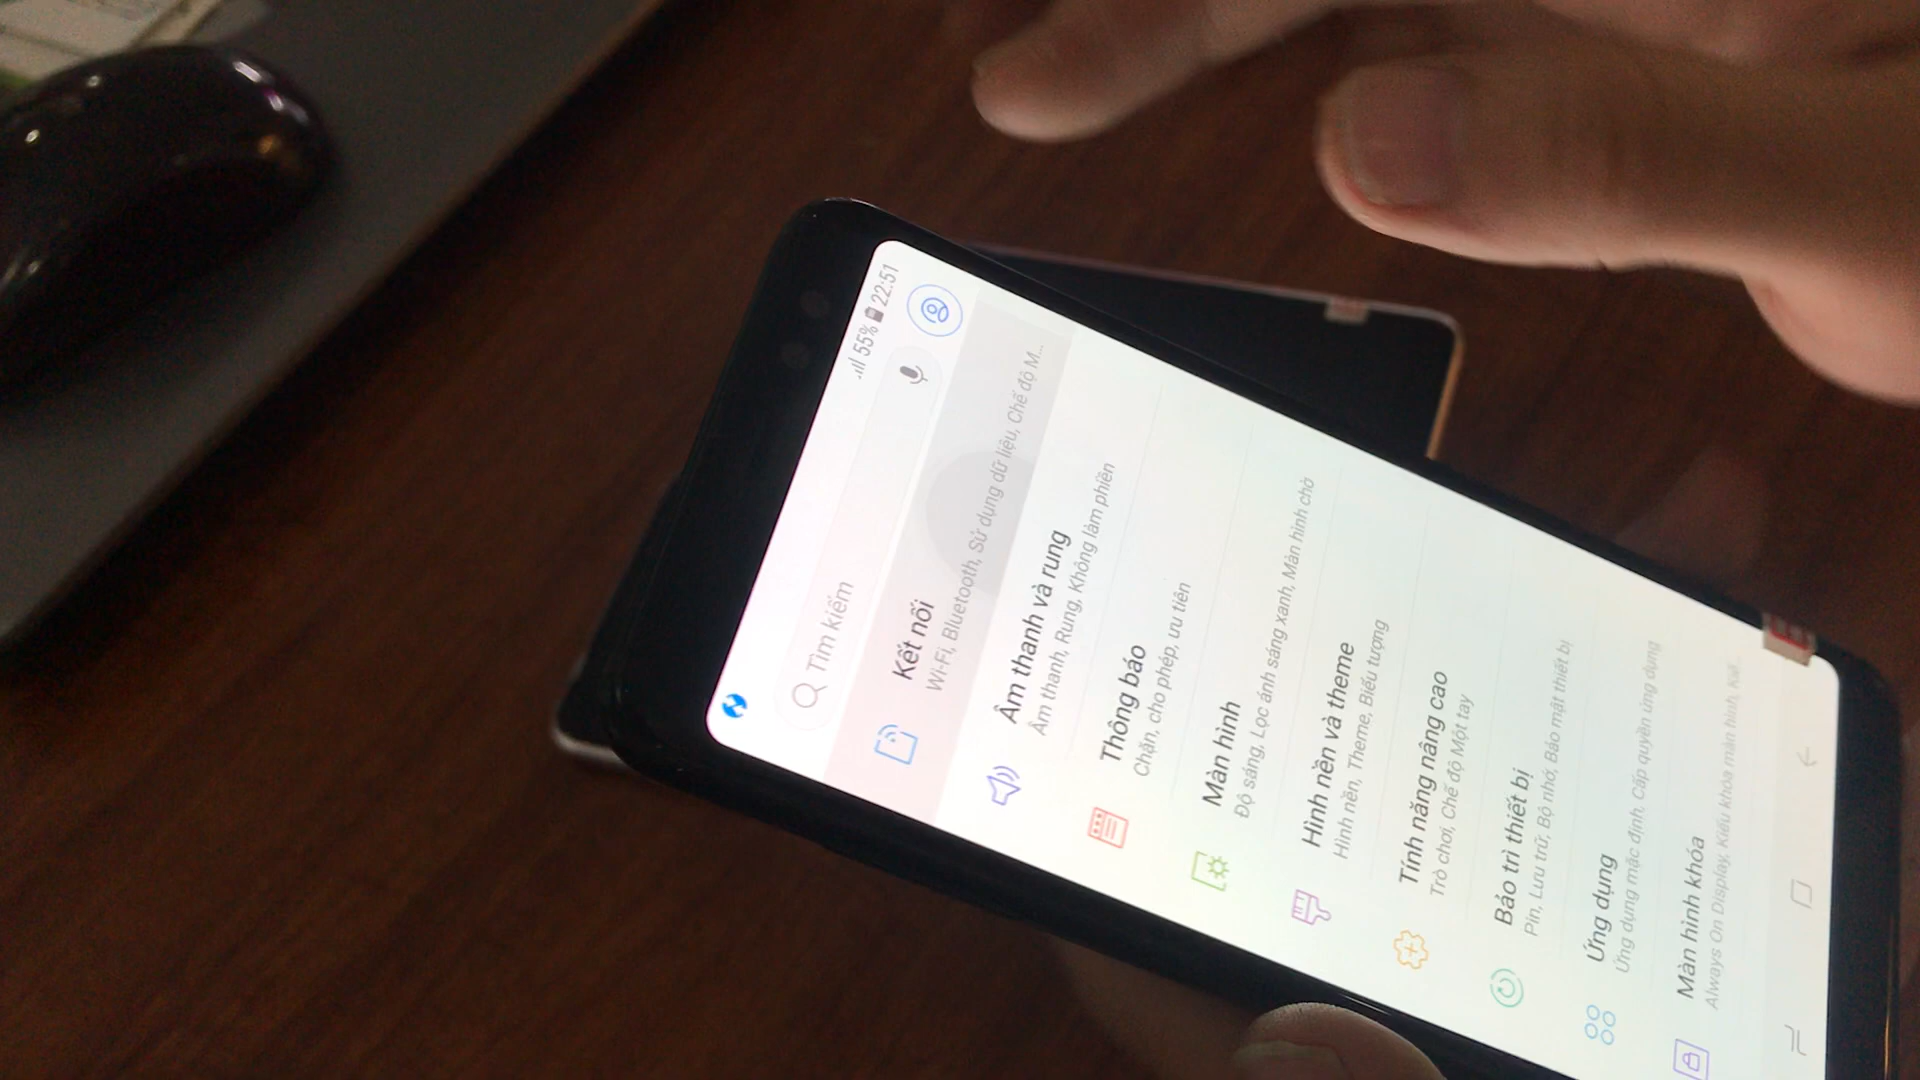 55% 22:51
Tìm kiếm
Kết nối
Wi-Fi, Bluetooth, Sử dụng dữ liệu, Chế độ M...
Âm thanh và rung
Âm thanh, Rung, Không làm phiền
Thông báo
Chặn, cho phép, ưu tiên
Màn hình
Độ sáng, Lọc ánh sáng xanh, Màn hình chờ
Hình nền và theme
Hình nền, Theme, Biểu tượng
Tính năng nâng cao
Trò chơi, Chế độ Một tay
Bảo trì thiết bị
Pin, Lưu trữ, Bộ nhớ, Bảo mật thiết bị
Ứng dụng
Ứng dụng mặc định, Cấp quyền ứng dụng
Màn hình khóa
Always On Display, Kiểu khóa màn hình, Kiể...